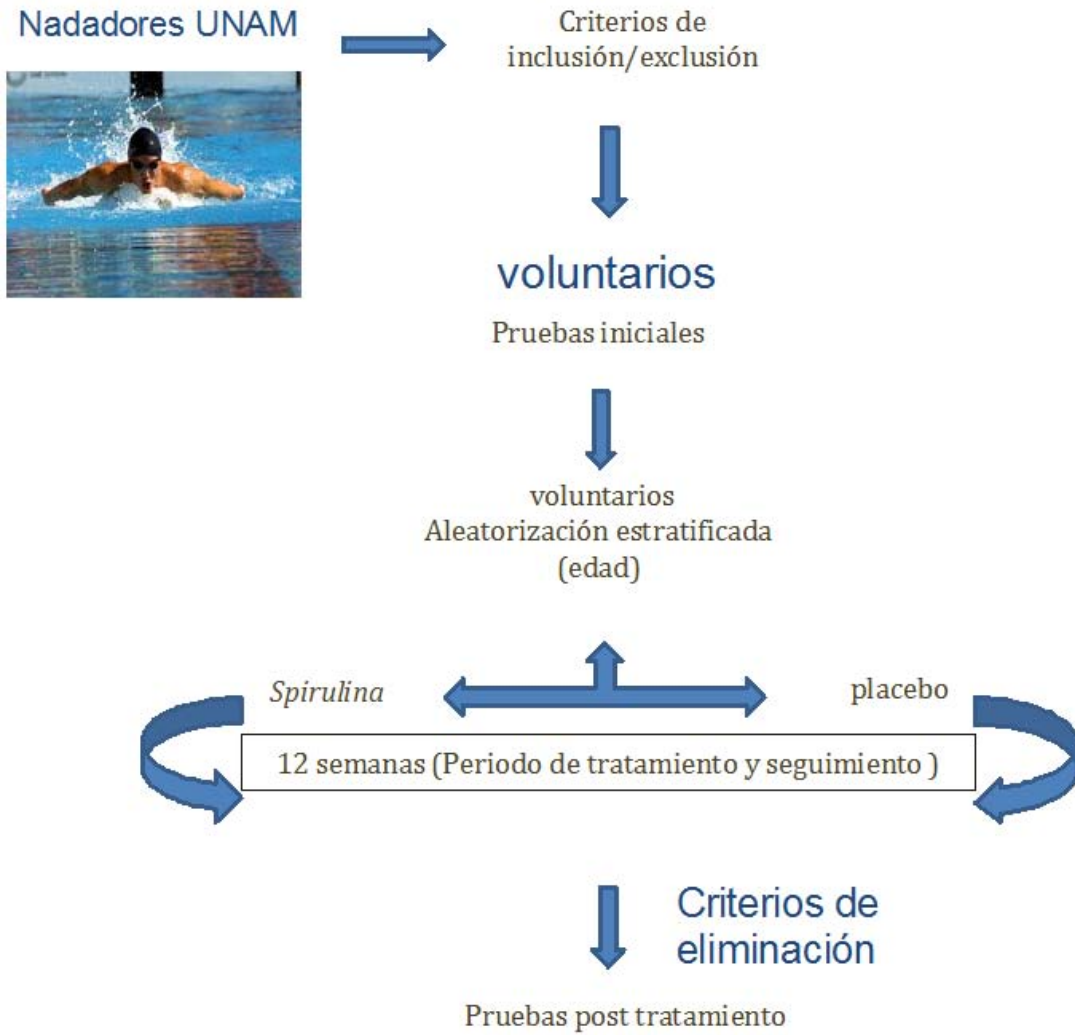 Nadadores UNAM
Criterios de
inclusión/exclusión
voluntarios
Pruebas iniciales
voluntarios
Aleatorización estratificada
(edad)
Spirulina
placebo
12 semanas (Periodo de tratamiento y seguimiento )
Criterios de
eliminación
Pruebas post tratamiento